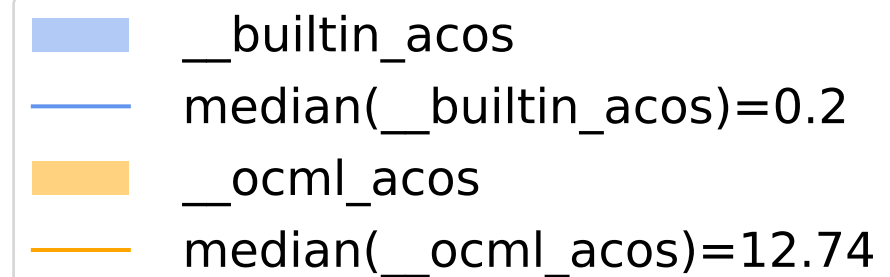 __builtin_acos
median(__builtin_acos)=0.2
__ocml_acos
median(__ocml_acos)=12.74